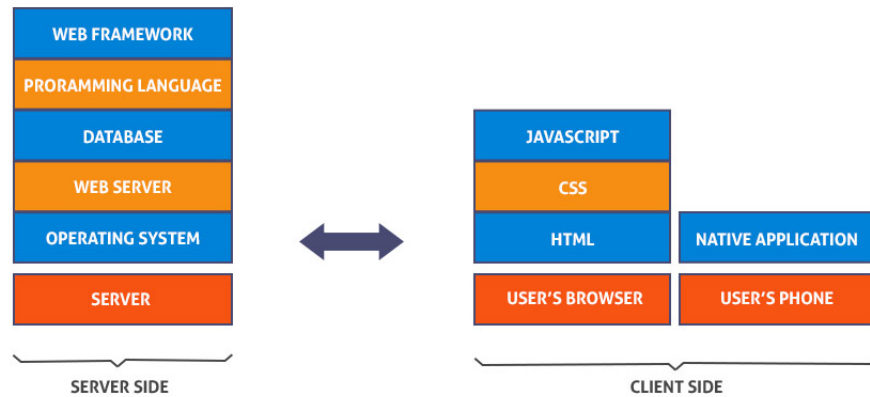 WEB FRAMEWORK
PRORAMMING LANGUAGE
DATABASE
WEB SERVER
OPERATING SYSTEM
SERVER
SERVER SIDE
JAVASCRIPT
CSS
HTML
NATIVE APPLICATION
USER'S BROWSER
USER'S PHONE
CLIENT SIDE